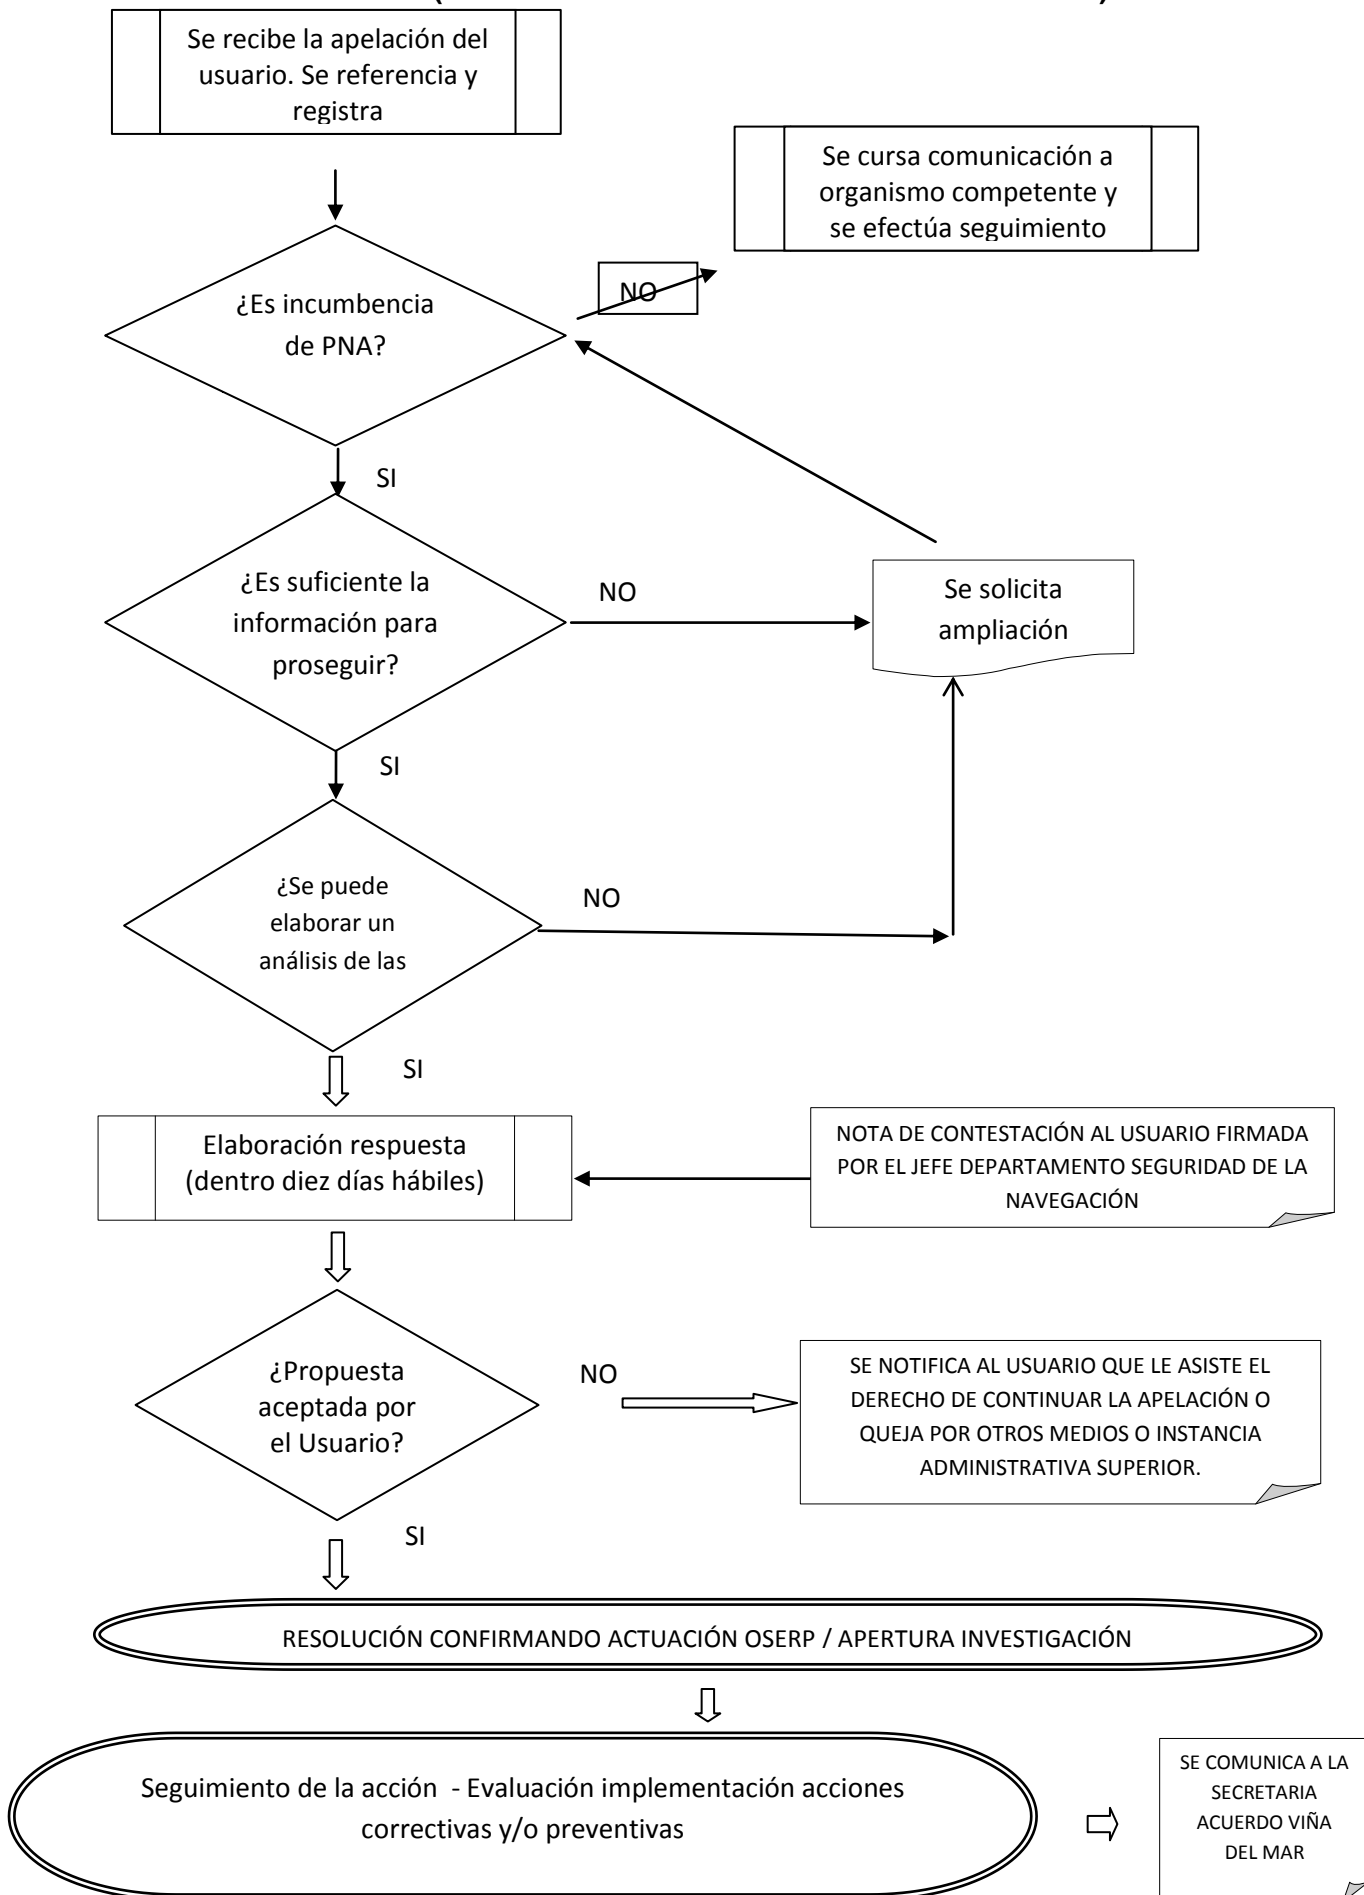 Se recibe la apelación del
usuario. Se referencia y
registra
Se cursa comunicación a
organismo competente y
se efectúa seguimiento
NO
¿Es incumbencia
de PNA?
SI
¿Es suficiente la
información para
proseguir?
NO
Se solicita
ampliación
SI
¿Se puede
elaborar un
análisis de las
NO
SI
Elaboración respuesta
(dentro diez días hábiles)
NOTA DE CONTESTACIÓN AL USUARIO FIRMADA
POR EL JEFE DEPARTAMENTO SEGURIDAD DE LA
NAVEGACIÓN
¿Propuesta
aceptada por
el Usuario?
NO
SE NOTIFICA AL USUARIO QUE LE ASISTE EL
DERECHO DE CONTINUAR LA APELACIÓN O
QUEJA POR OTROS MEDIOS O INSTANCIA
ADMINISTRATIVA SUPERIOR.
SI
RESOLUCIÓN CONFIRMANDO ACTUACIÓN OSERP / APERTURA INVESTIGACIÓN
Seguimiento de la acción - Evaluación implementación acciones
correctivas y/o preventivas
SE COMUNICA A LA
SECRETARIA
ACUERDO VIÑA
DEL MAR